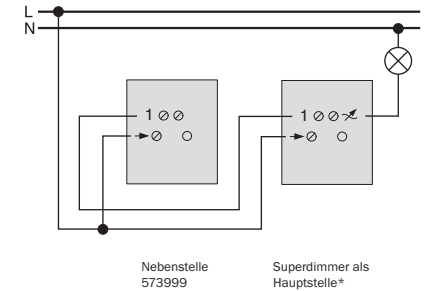 L
N
1
1
Nebenstelle
573999
Superdimmer als
Hauptstelle*